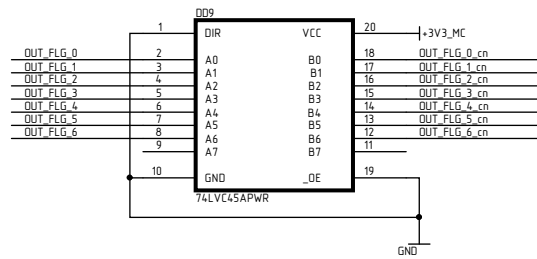 DD9
1 DIR VCC 20 +3V3_MC
OUT_FLG_0 2 A0 B0 18 OUT_FLG_0_cn
OUT_FLG_1 3 A1 B1 17 OUT_FLG_1_cn
OUT_FLG_2 4 A2 B2 16 OUT_FLG_2_cn
OUT_FLG_3 5 A3 B3 15 OUT_FLG_3_cn
OUT_FLG_4 6 A4 B4 14 OUT_FLG_4_cn
OUT_FLG_5 7 A5 B5 13 OUT_FLG_5_cn
OUT_FLG_6 8 A6 B6 12 OUT_FLG_6_cn
9 A7 B7 11
10 GND _OE 19
74LVC45APWR
GND